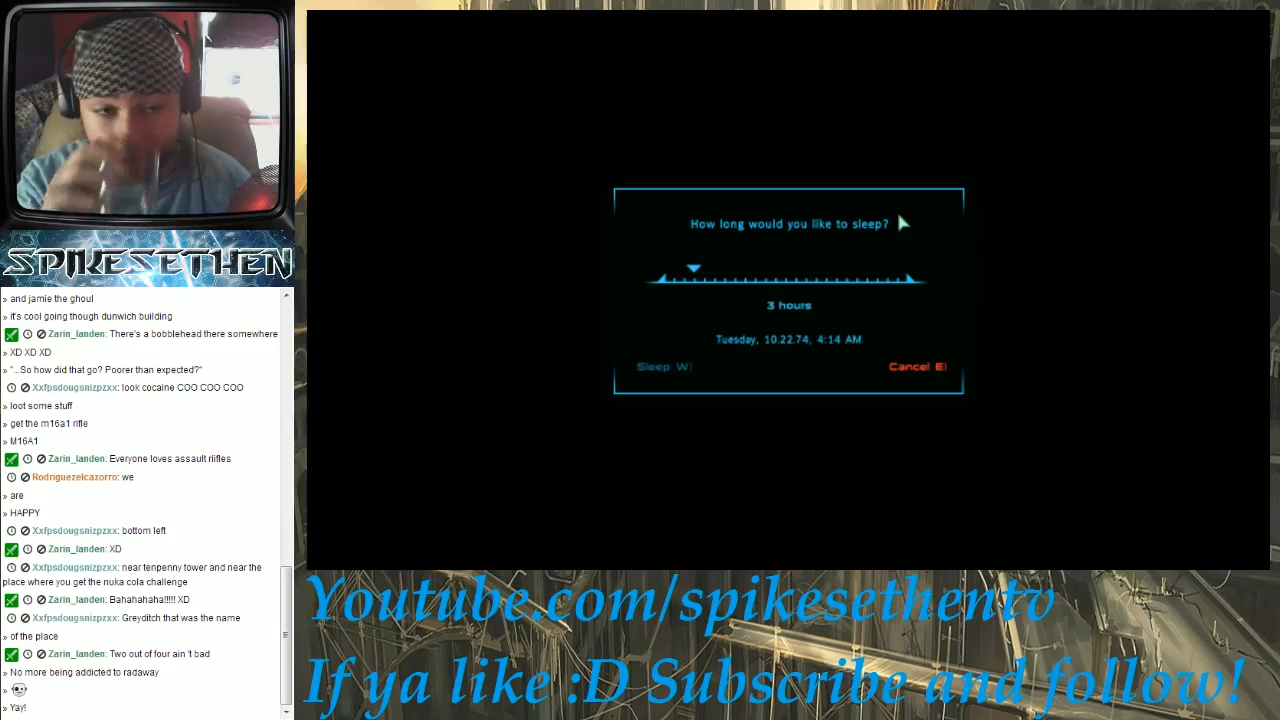 SPIKESETHEN
» and jamie the ghoul
» it's cool going though dunwich building
Zarin_landen: There's a bobblehead there somewhere
» XD XD XD
» "...So how did that go? Poorer than expected?"
Xxfpsdougsnizpzxx: look cocaine COO COO COO
» loot some stuff
» get the m16a1 rifle
» M16A1
Zarin_landen: Everyone loves assault riifles
Rodriguezelcazorro: we
» are
» HAPPY
Xxfpsdougsnizpzxx: bottom left
Zarin_landen: XD
Xxfpsdougsnizpzxx: near tenpenny tower and near the
place where you get the nuka cola challenge
Zarin_landen: Bahahahaha!!!!! XD
Xxfpsdougsnizpzxx: Greyditch that was the name
» of the place
Zarin_landen: Two out of four ain 't bad
» No more being addicted to radaway
»
» Yay!
How long would you like to sleep?
3 hours
Tuesday, 10.22.74, 4:14 AM
Sleep W)
Cancel E)
Youtube.com/spikesethentv
If ya like :D Subscribe and follow!